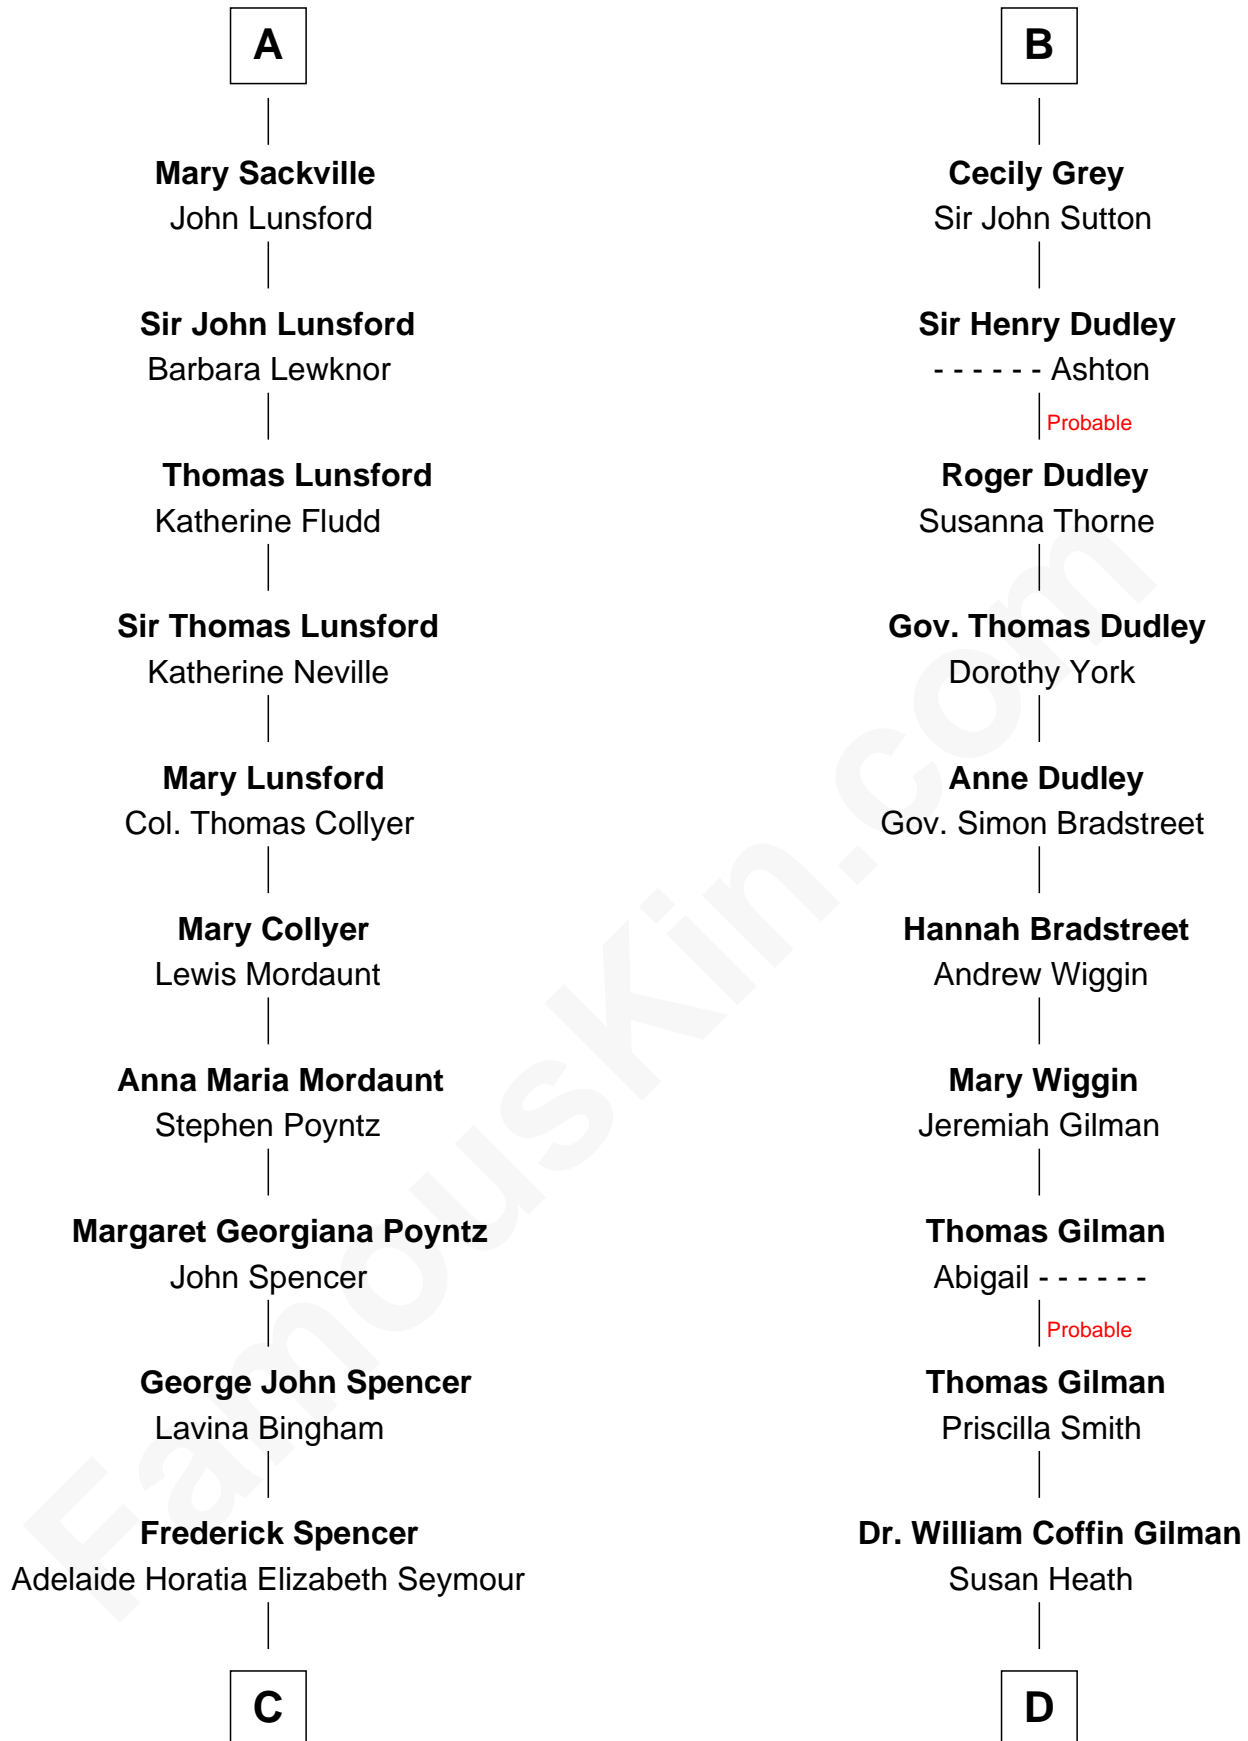 A
Mary Sackville
John Lunsford
Sir John Lunsford
Barbara Lewknor
Thomas Lunsford
Katherine Fludd
Sir Thomas Lunsford
Katherine Neville
Mary Lunsford
Col. Thomas Collyer
Mary Collyer
Lewis Mordaunt
Anna Maria Mordaunt
Stephen Poyntz
Margaret Georgiana Poyntz
John Spencer
George John Spencer
Lavina Bingham
Frederick Spencer
Adelaide Horatia Elizabeth Seymour
C
B
Cecily Grey
Sir John Sutton
Sir Henry Dudley
- - - - - - Ashton
Probable
Roger Dudley
Susanna Thorne
Gov. Thomas Dudley
Dorothy York
Anne Dudley
Gov. Simon Bradstreet
Hannah Bradstreet
Andrew Wiggin
Mary Wiggin
Jeremiah Gilman
Thomas Gilman
Abigail - - - - - -
Probable
Thomas Gilman
Priscilla Smith
Dr. William Coffin Gilman
Susan Heath
D
FamousKin.com